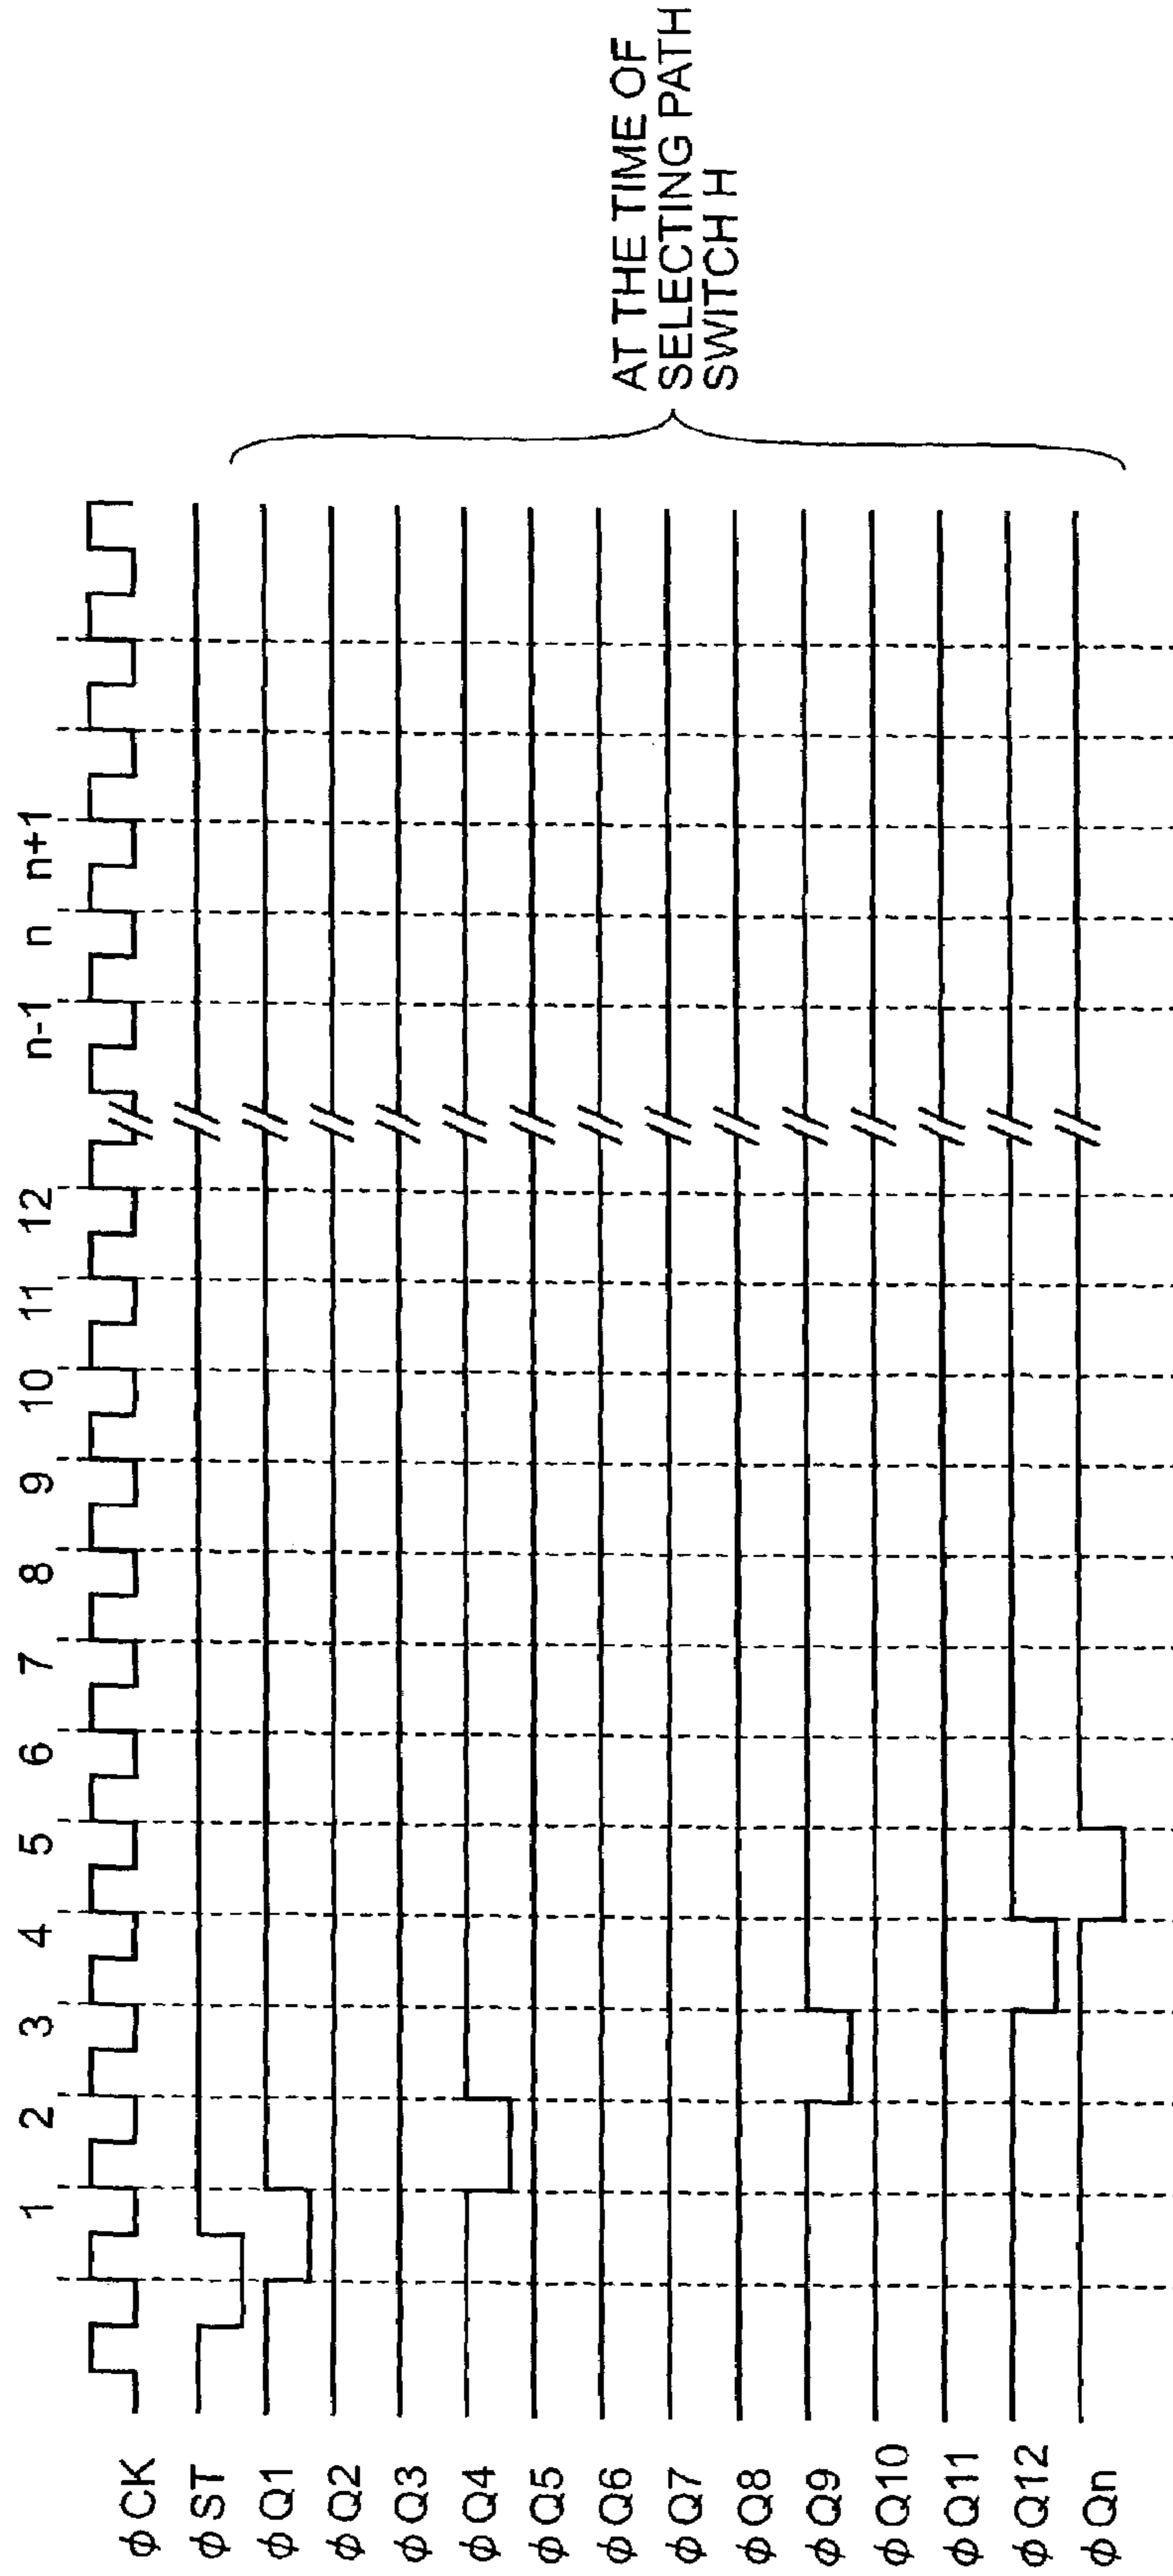 1 2 3 4 5 6 7 8 9 10 11 12 n-1 n n+1
φCK
φST
φQ1
φQ2
φQ3
φQ4
φQ5
φQ6
φQ7
φQ8
φQ9
φQ10
φQ11
φQ12
φQn
AT THE TIME OF
SELECTING PATH
SWITCH H